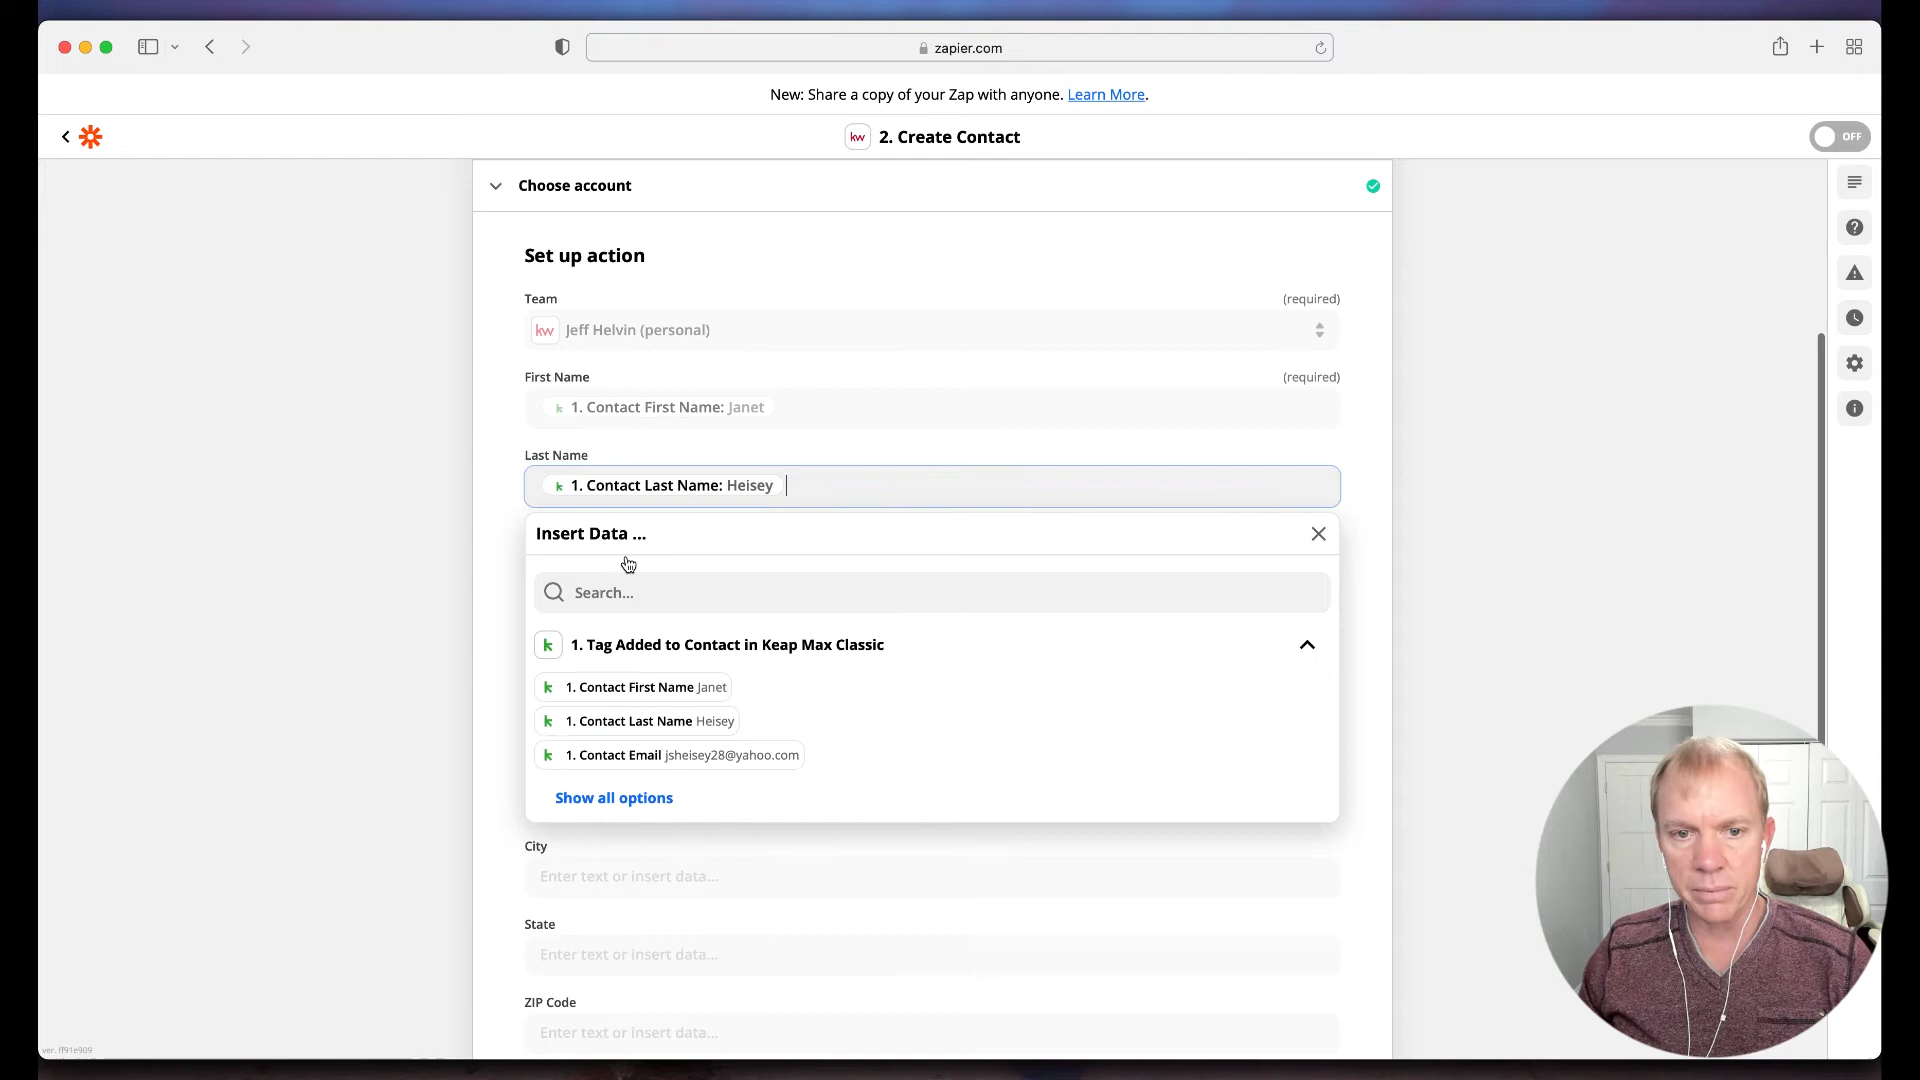 zapier.com
New: Share a copy of your Zap with anyone. Learn More.
kw 2. Create Contact
OFF
Choose account
Set up action
Team (required)
kw Jeff Helvin (personal)
First Name (required)
k 1. Contact First Name: Janet
Last Name
k 1. Contact Last Name: Heisey
Insert Data ...
Search...
k 1. Tag Added to Contact in Keap Max Classic
k 1. Contact First Name Janet
k 1. Contact Last Name Heisey
k 1. Contact Email jsheisey28@yahoo.com
Show all options
City
Enter text or insert data...
State
Enter text or insert data...
ZIP Code
Enter text or insert data...
ver. ff91e909